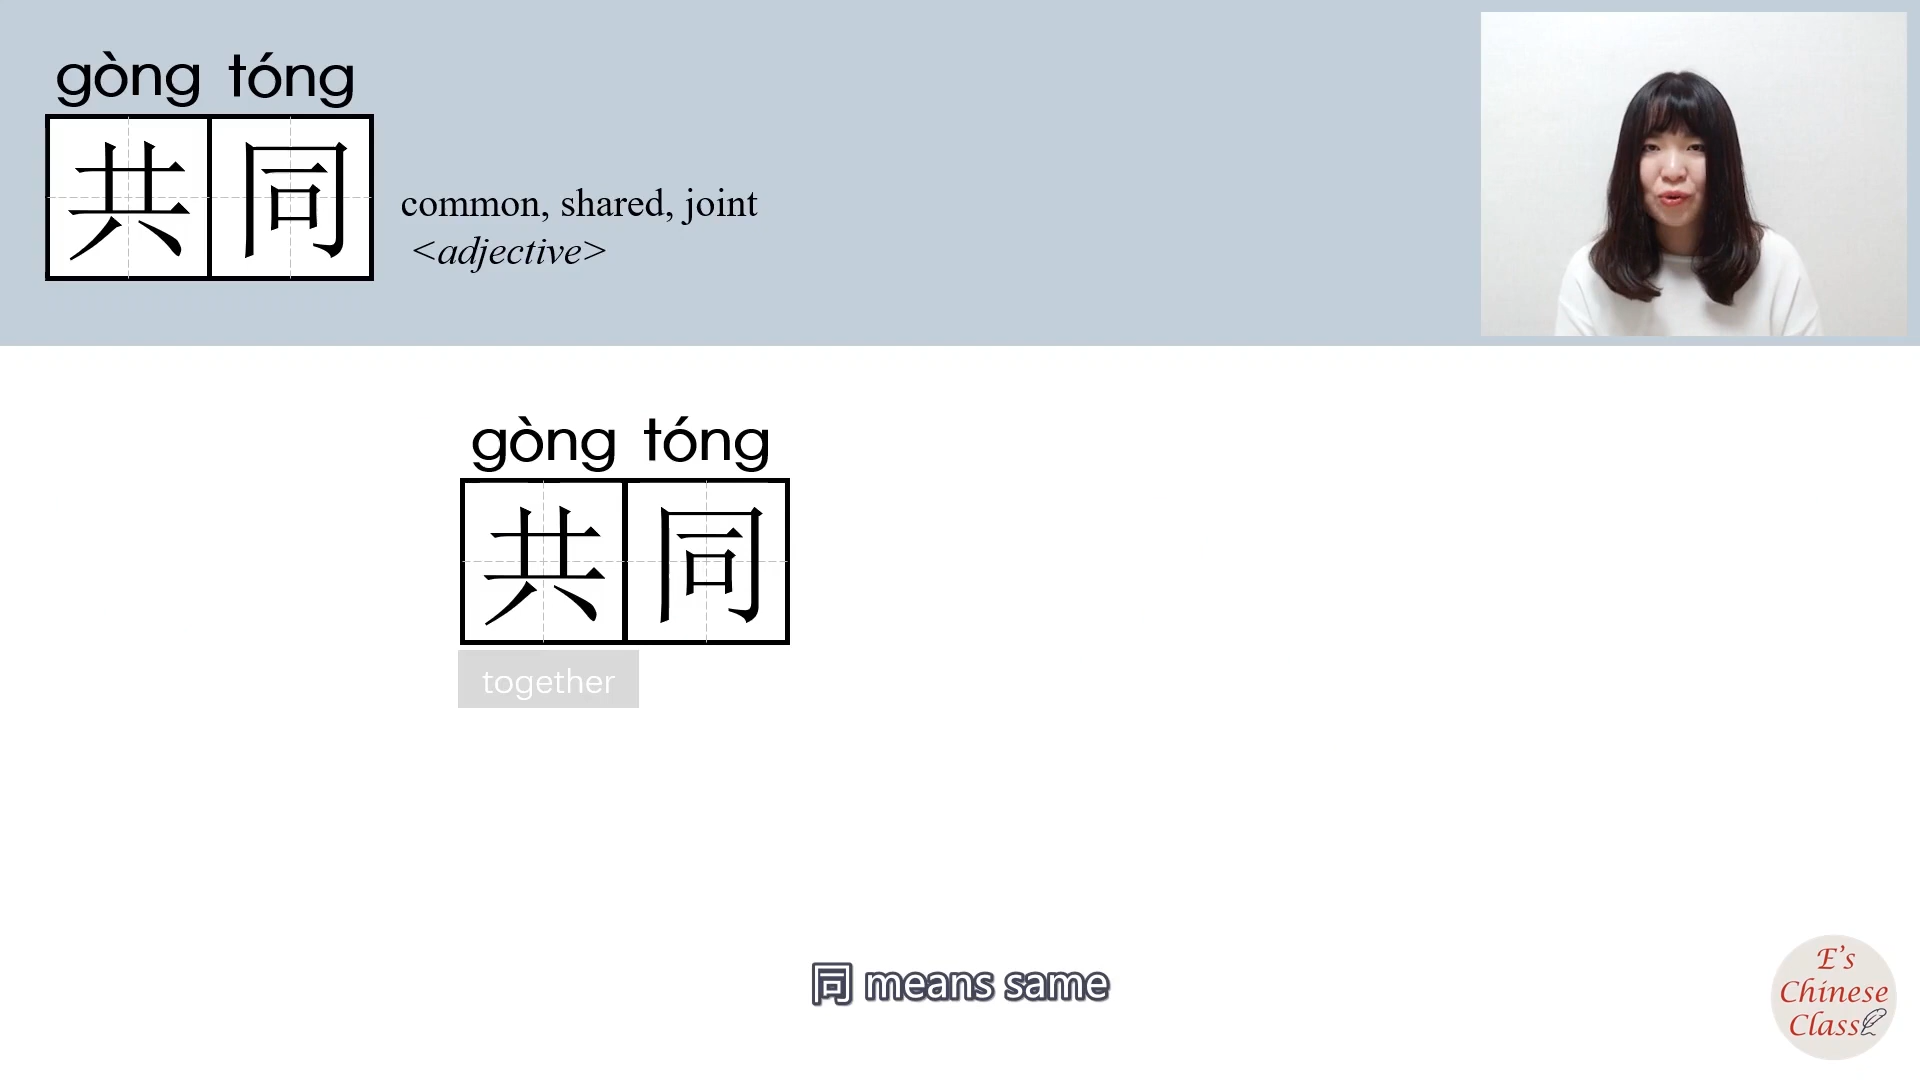 gòng tóng
共同
common, shared, joint
<adjective>
gòng tóng
共同
together
同 means same
E's
Chinese
Class